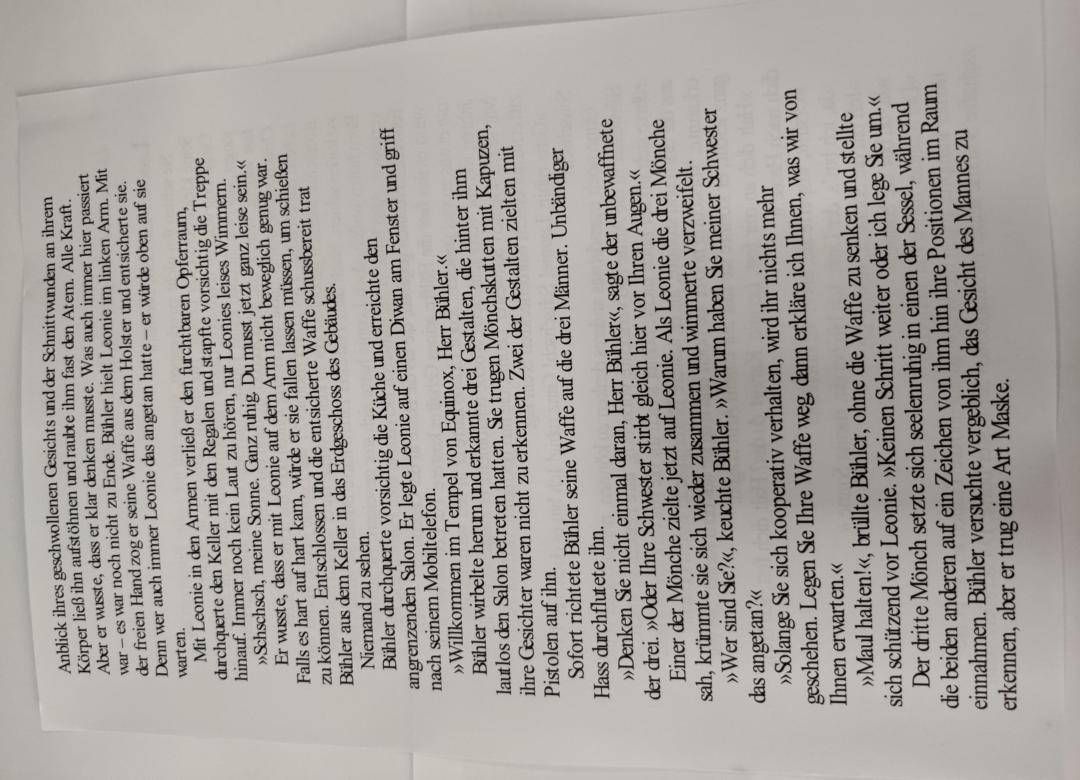 Anblick ihres geschwollenen Gesichts und der Schnittwunden an ihrem
Körper ließ ihn aufstöhnen und raubte ihm fast den Atem. Alle Kraft.
Aber er wusste, dass er klar denken musste. Was auch immer hier passiert
war – es war noch nicht zu Ende. Bühler hielt Leonie im linken Arm. Mit
der freien Hand zog er seine Waffe aus dem Holster und entsicherte sie.
Denn wer auch immer Leonie das angetan hatte – er würde oben auf sie
warten.
Mit Leonie in den Armen verließ er den furchtbaren Opferraum,
durchquerte den Keller mit den Regalen und stapfte vorsichtig die Treppe
hinauf. Immer noch kein Laut zu hören, nur Leonies leises Wimmern.
»Schschsch, meine Sonne. Ganz ruhig. Du musst jetzt ganz leise sein.«
Er wusste, dass er mit Leonie auf dem Arm nicht beweglich genug war.
Falls es hart auf hart kam, würde er sie fallen lassen müssen, um schießen
zu können. Entschlossen und die entsicherte Waffe schussbereit trat
Bühler aus dem Keller in das Erdgeschoss des Gebäudes.
Niemand zu sehen.
Bühler durchquerte vorsichtig die Küche und erreichte den
angrenzenden Salon. Er legte Leonie auf einen Diwan am Fenster und griff
nach seinem Mobiltelefon.
»Willkommen im Tempel von Equinox, Herr Bühler.«
Bühler wirbelte herum und erkannte drei Gestalten, die hinter ihm
lautlos den Salon betreten hatten. Sie trugen Mönchskutten mit Kapuzen,
ihre Gesichter waren nicht zu erkennen. Zwei der Gestalten zielten mit
Pistolen auf ihn.
Sofort richtete Bühler seine Waffe auf die drei Männer. Unbändiger
Hass durchflutete ihn.
»Denken Sie nicht einmal daran, Herr Bühler«, sagte der unbewaffnete
der drei. »Oder Ihre Schwester stirbt gleich hier vor Ihren Augen.«
Einer der Mönche zielte jetzt auf Leonie. Als Leonie die drei Mönche
sah, krümmte sie sich wieder zusammen und wimmerte verzweifelt.
»Wer sind Sie?«, keuchte Bühler. »Warum haben Sie meiner Schwester
das angetan?«
»Solange Sie sich kooperativ verhalten, wird ihr nichts mehr
geschehen. Legen Sie Ihre Waffe weg, dann erkläre ich Ihnen, was wir von
Ihnen erwarten.«
»Maul halten!«, brüllte Bühler, ohne die Waffe zu senken und stellte
sich schützend vor Leonie. »Keinen Schritt weiter oder ich lege Sie um.«
Der dritte Mönch setzte sich seelenruhig in einen der Sessel, während
die beiden anderen auf ein Zeichen von ihm hin ihre Positionen im Raum
einnahmen. Bühler versuchte vergeblich, das Gesicht des Mannes zu
erkennen, aber er trug eine Art Maske.